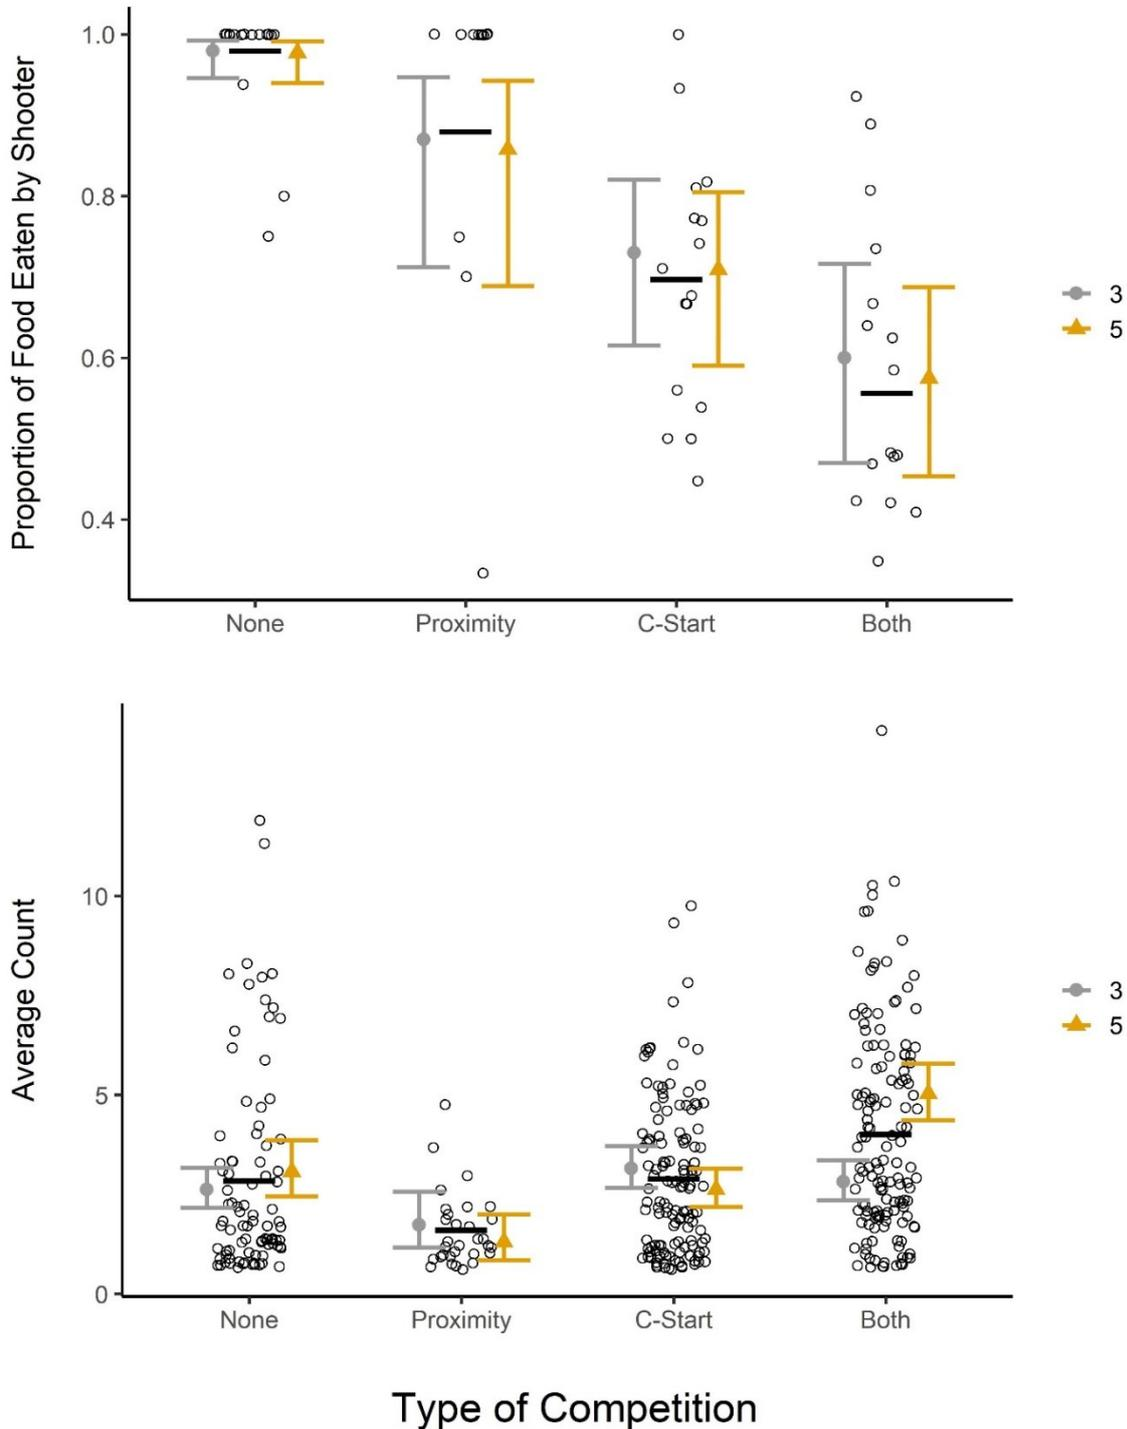 Proportion of Food Eaten by Shooter
1.0
0.8
0.6
0.4
None Proximity C-Start Both
3
5
Average Count
10
5
0
None Proximity C-Start Both
3
5
Type of Competition